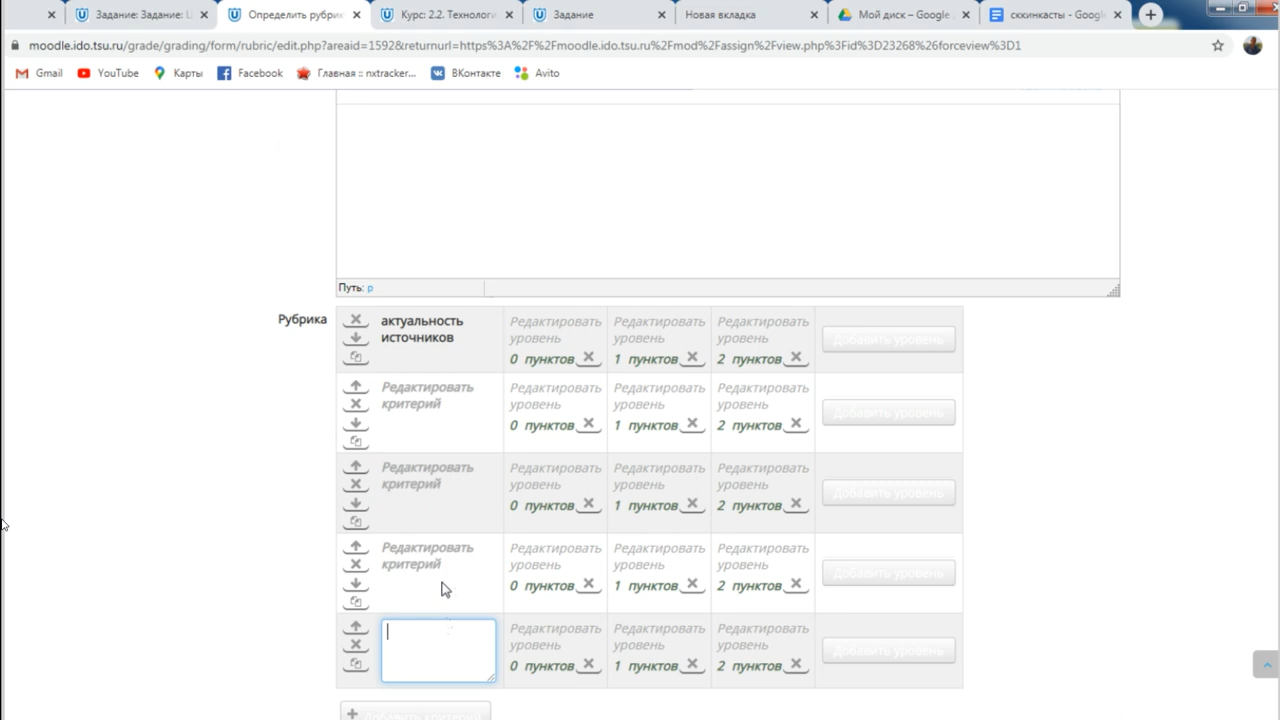 Задание: Задание: Ц
Определить рубрик
Курс: 2.2. Технологи
Задание
Новая вкладка
Мой диск – Google
сккинкасты - Google
moodle.ido.tsu.ru/grade/grading/form/rubric/edit.php?areaid=1592&returnurl=https%3A%2F%2Fmoodle.ido.tsu.ru%2Fmod%2Fassign%2Fview.php%3Fid%3D23268%26forceview%3D1
Gmail YouTube Карты Facebook Главная :: nxtracker... ВКонтакте Avito
Путь: p
Рубрика
актуальность
источников
Редактировать уровень Редактировать уровень Редактировать уровень
0 пунктов 1 пунктов 2 пунктов
Добавить уровень
Редактировать
критерий
Редактировать уровень Редактировать уровень Редактировать уровень
0 пунктов 1 пунктов 2 пунктов
Добавить уровень
Редактировать
критерий
Редактировать уровень Редактировать уровень Редактировать уровень
0 пунктов 1 пунктов 2 пунктов
Добавить уровень
Редактировать
критерий
Редактировать уровень Редактировать уровень Редактировать уровень
0 пунктов 1 пунктов 2 пунктов
Добавить уровень
Редактировать уровень Редактировать уровень Редактировать уровень
0 пунктов 1 пунктов 2 пунктов
Добавить уровень
Добавить критерий